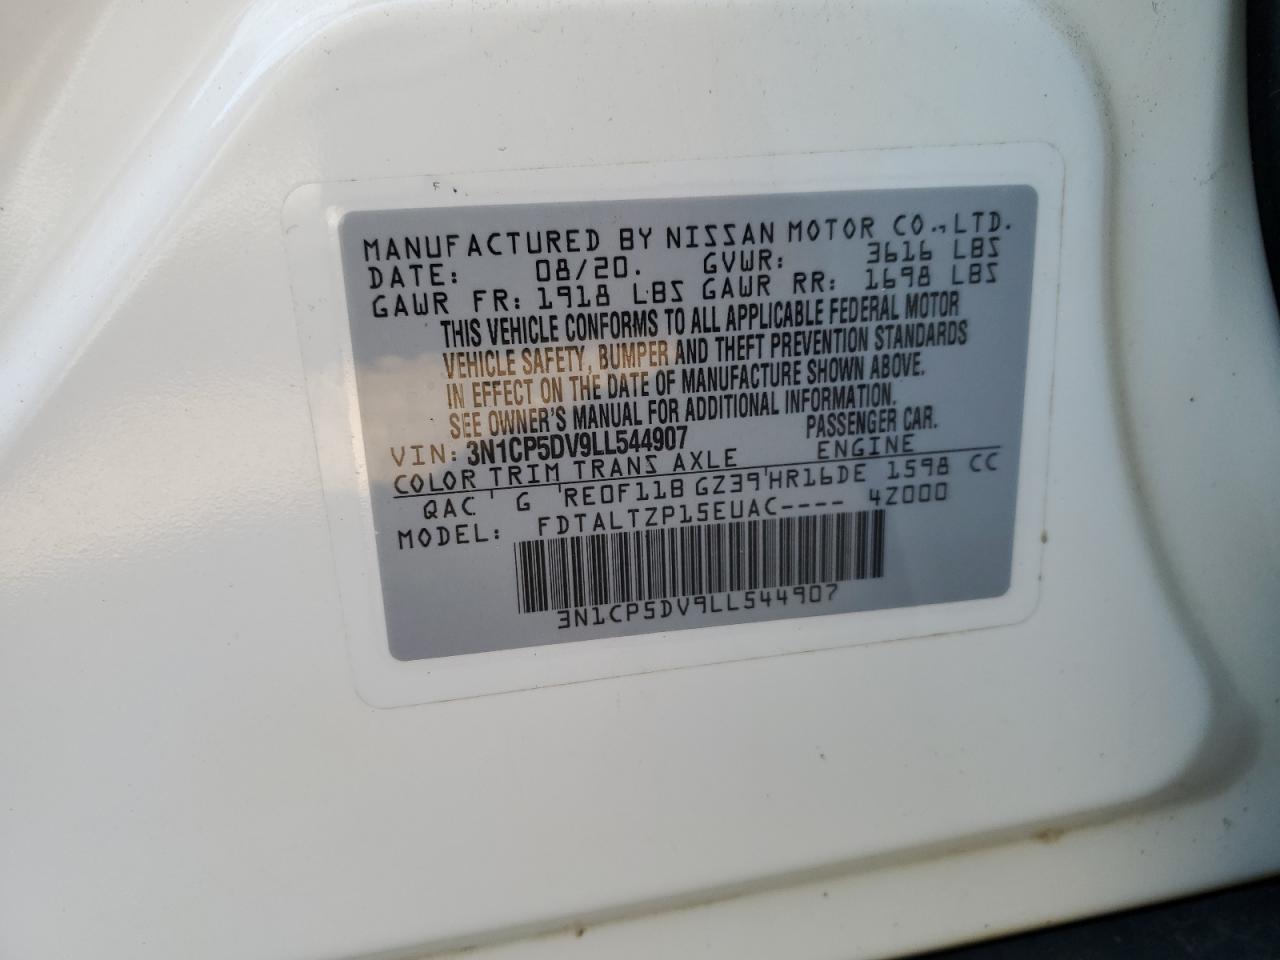 MANUFACTURED BY NISSAN MOTOR CO.,LTD.
DATE: 08/20. GVWR: 3616 LBS
GAWR FR: 1918 LBS GAWR RR: 1698 LBS
THIS VEHICLE CONFORMS TO ALL APPLICABLE FEDERAL MOTOR
VEHICLE SAFETY, BUMPER AND THEFT PREVENTION STANDARDS
IN EFFECT ON THE DATE OF MANUFACTURE SHOWN ABOVE.
SEE OWNER'S MANUAL FOR ADDITIONAL INFORMATION.
VIN: 3N1CP5DV9LL544907 PASSENGER CAR.
COLOR TRIM TRANS AXLE ENGINE
QAC G RE0F11B GZ39 HR16DE 1598 CC
MODEL: FDTALTZP15EUAC---- 4Z000
3N1CP5DV9LL544907